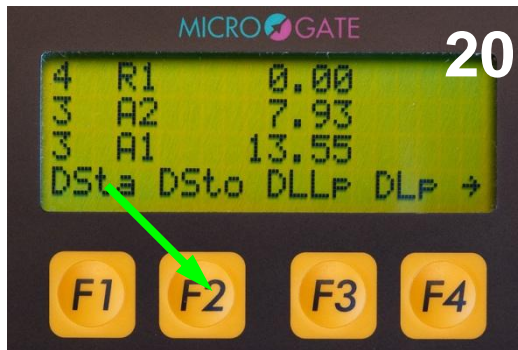 MICROGATE
20
4 R1 0.00
3 A2 7.93
3 A1 13.55
DSta DSto DLLp DLp →
F1 F2 F3 F4